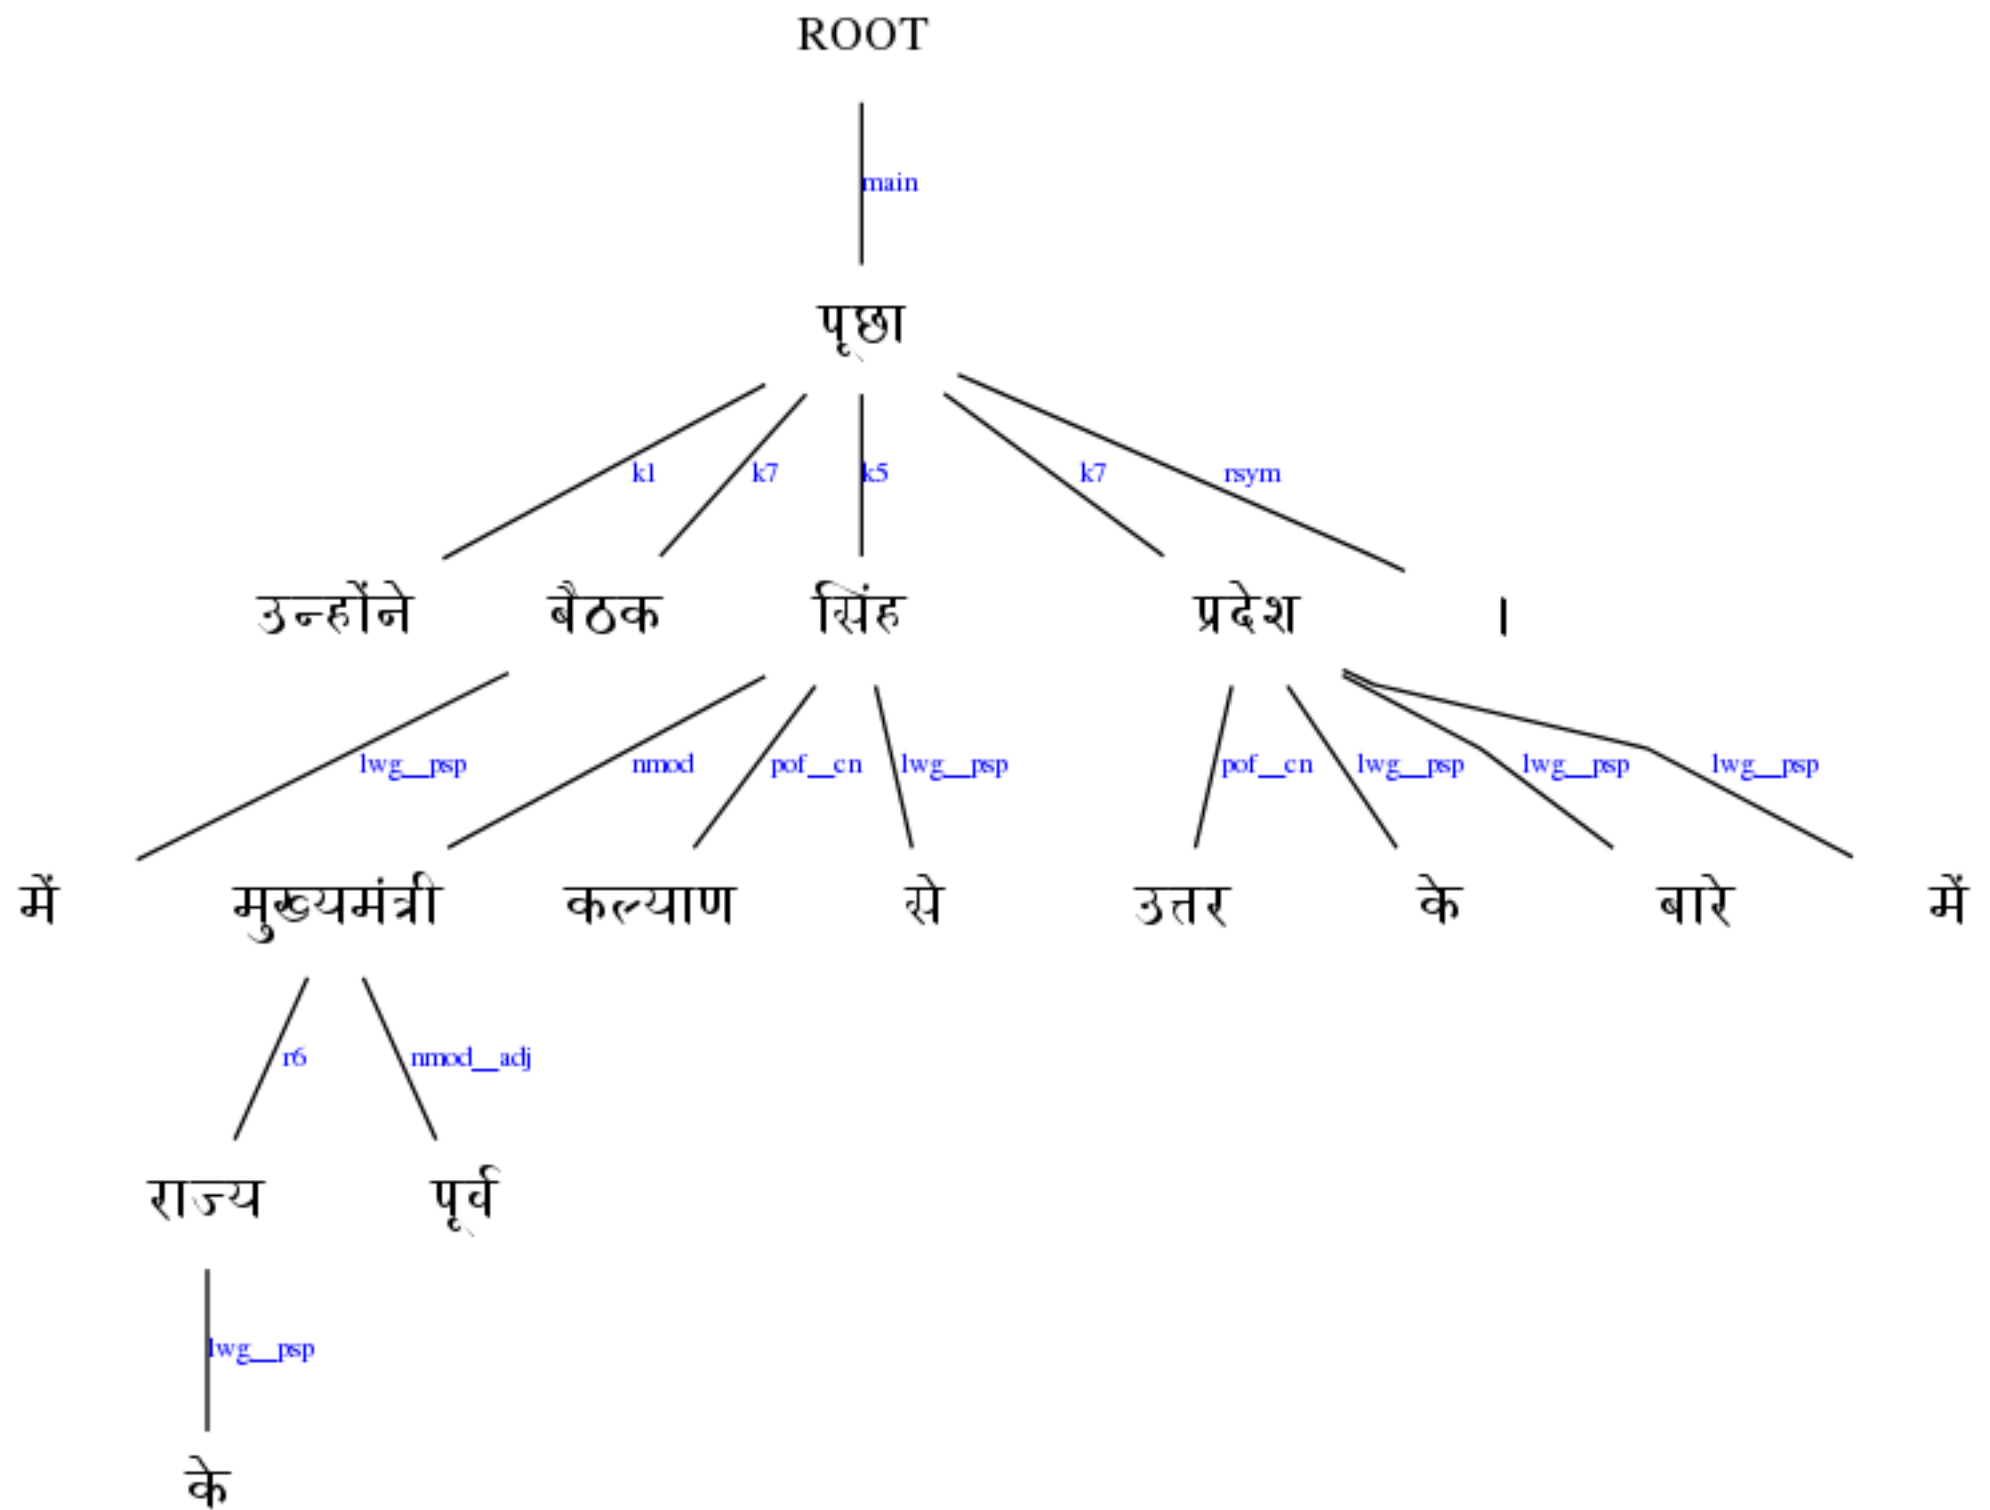 ROOT
main
पूछा
k1 k7 k5 k7 rsym
उन्होंने बैठक सिंह प्रदेश ।
lwg__psp nmod pof__cn lwg__psp pof__cn lwg__psp lwg__psp lwg__psp
में मुख्यमंत्री कल्याण से उत्तर के बारे में
r6 nmod__adj
राज्य पूर्व
lwg__psp
के